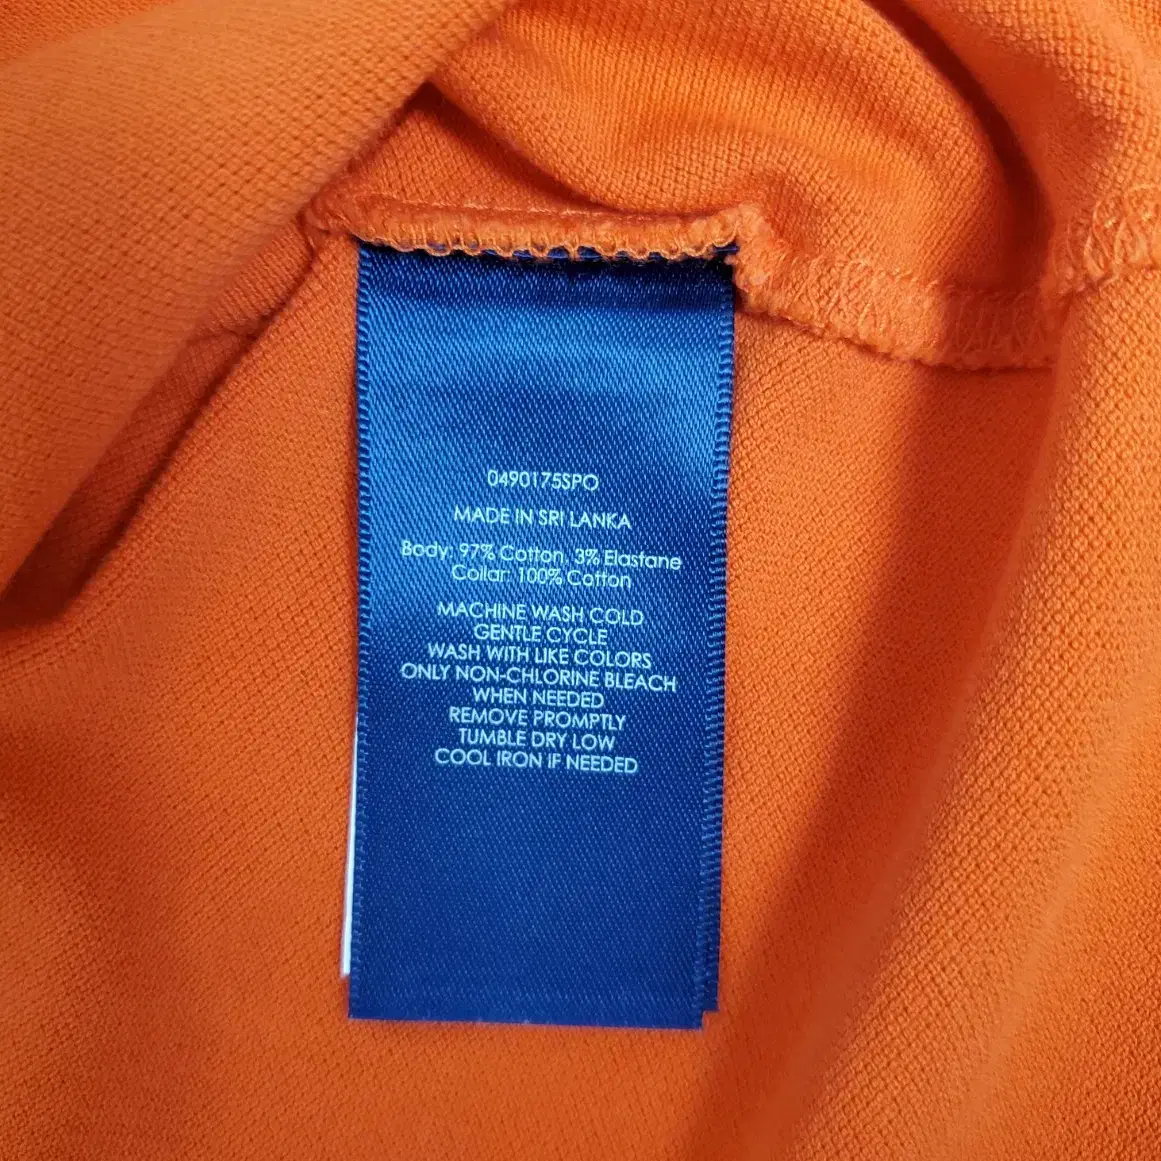 0490175SPO
MADE IN SRI LANKA
Body: 97% Cotton, 3% Elastane
Collar: 100% Cotton
MACHINE WASH COLD
GENTLE CYCLE
WASH WITH LIKE COLORS
ONLY NON-CHLORINE BLEACH
WHEN NEEDED
REMOVE PROMPTLY
TUMBLE DRY LOW
COOL IRON IF NEEDED